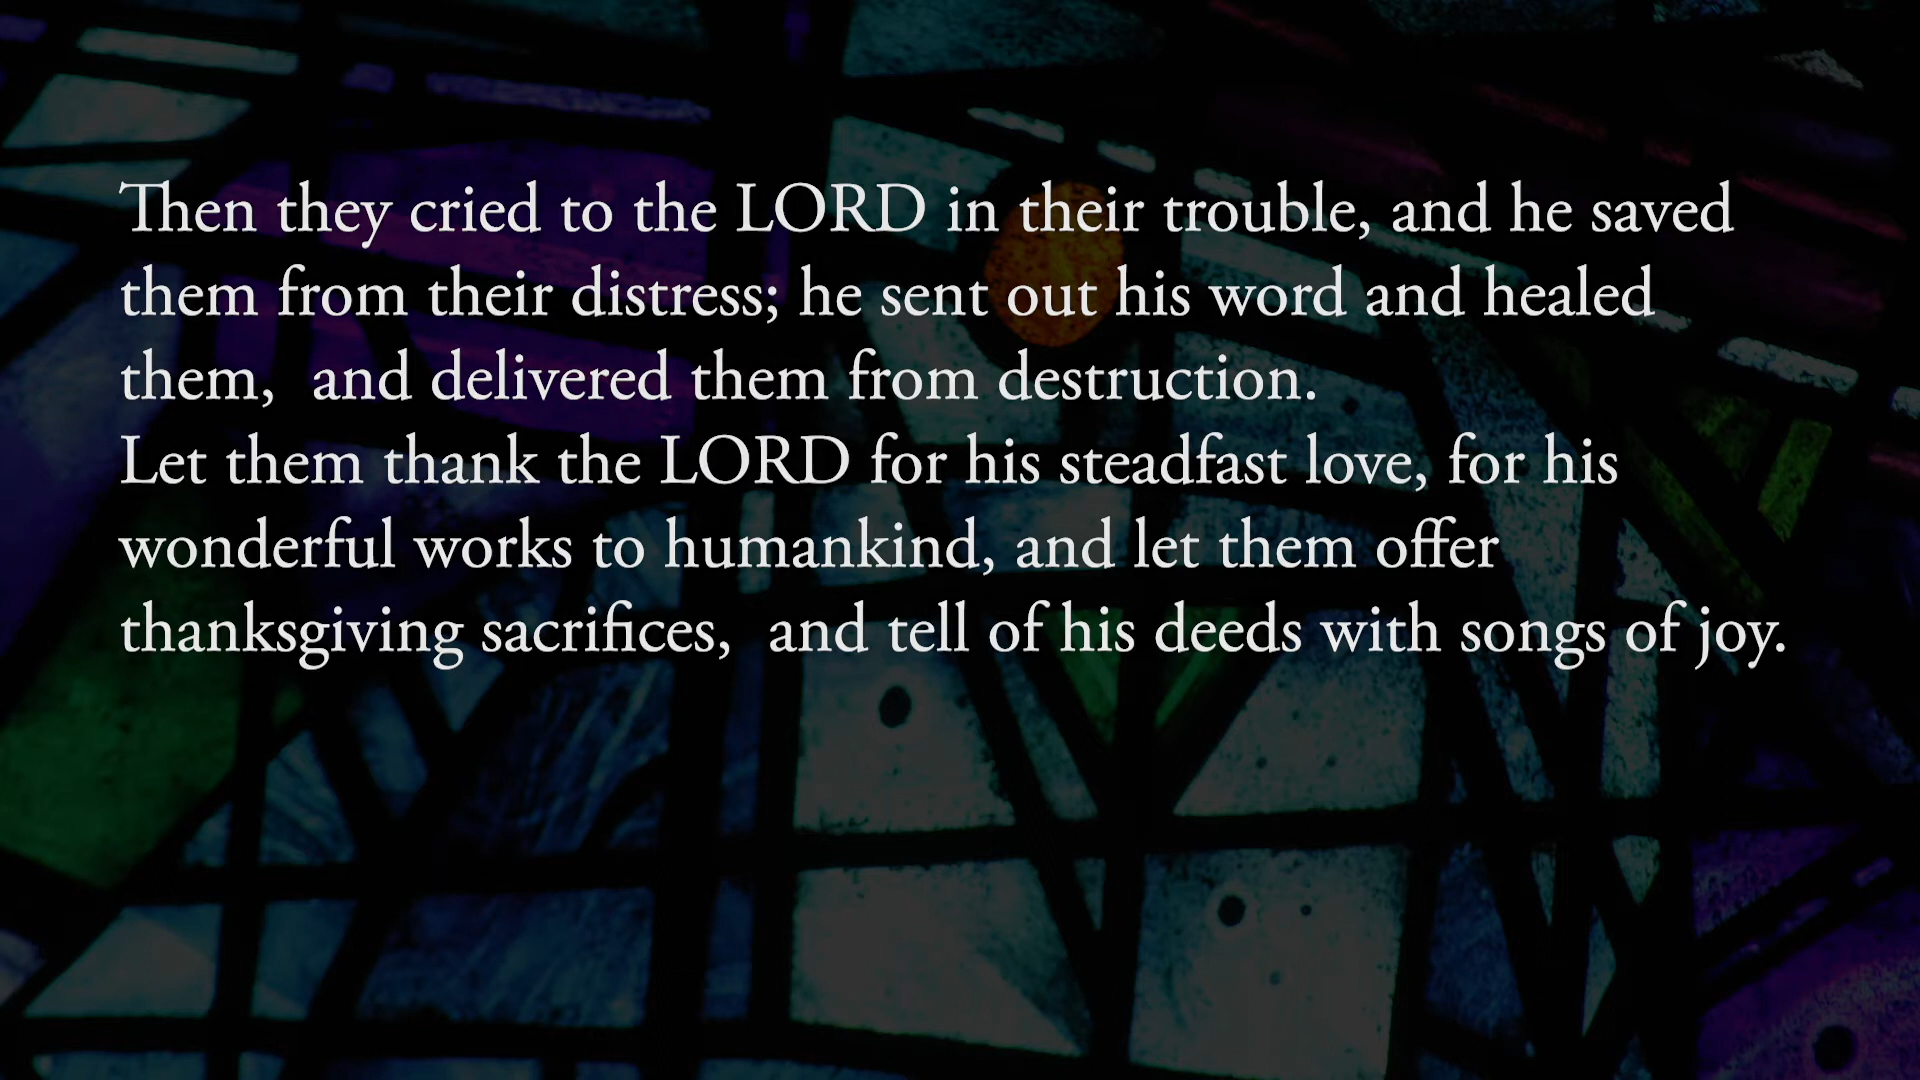 Then they cried to the LORD in their trouble, and he saved
them from their distress; he sent out his word and healed
them,  and delivered them from destruction.
Let them thank the LORD for his steadfast love, for his
wonderful works to humankind, and let them offer
thanksgiving sacrifices,  and tell of his deeds with songs of joy.